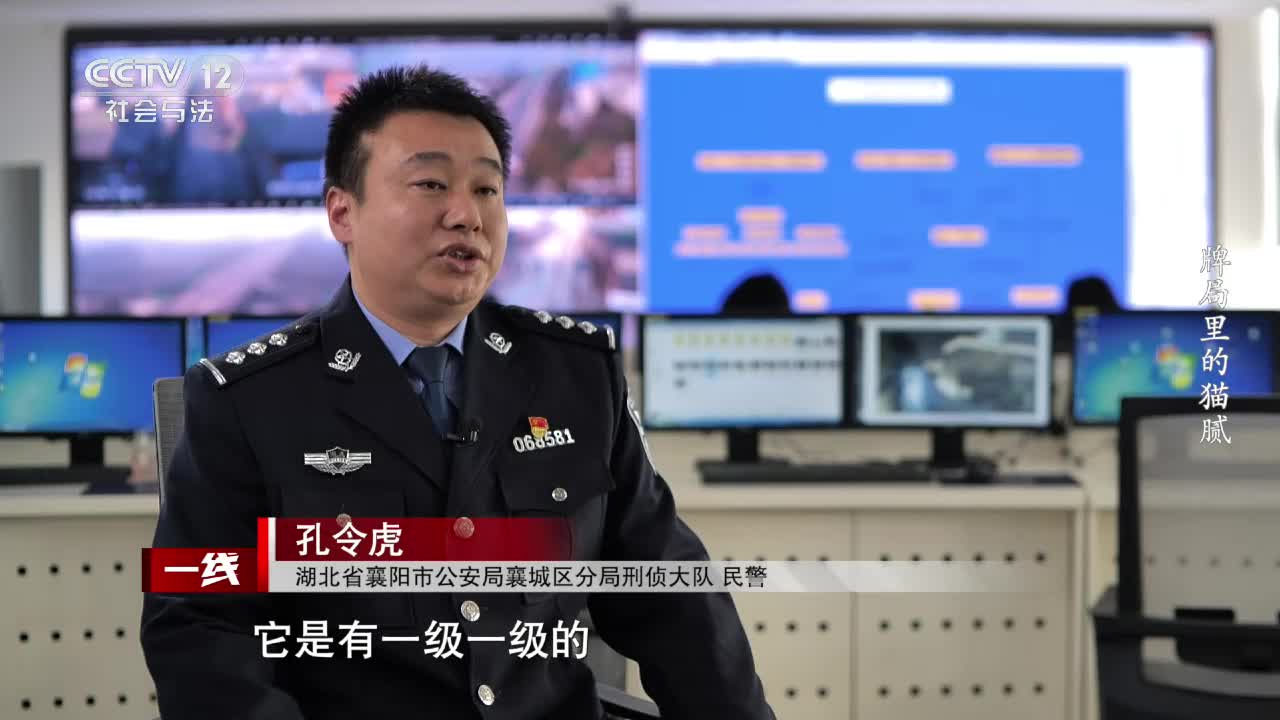 CCTV 12
社会与法
牌局里的猫腻
068581
孔令虎
一线
湖北省襄阳市公安局襄城区分局刑侦大队 民警
它是有一级一级的